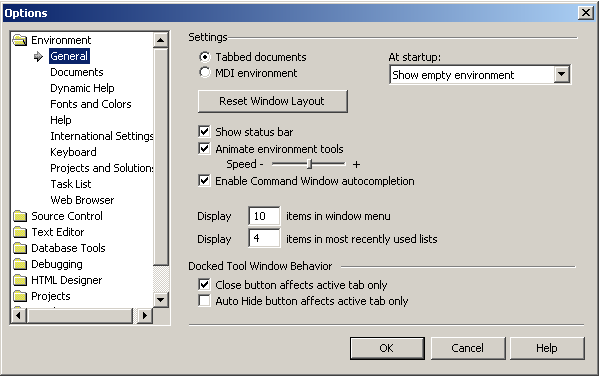 Options
Environment
General
Documents
Dynamic Help
Fonts and Colors
Help
International Settings
Keyboard
Projects and Solutions
Task List
Web Browser
Source Control
Text Editor
Database Tools
Debugging
HTML Designer
Projects
Settings
Tabbed documents
MDI environment
At startup:
Show empty environment
Reset Window Layout
Show status bar
Animate environment tools
Speed - +
Enable Command Window autocompletion
Display 10 items in window menu
Display 4 items in most recently used lists
Docked Tool Window Behavior
Close button affects active tab only
Auto Hide button affects active tab only
OK Cancel Help